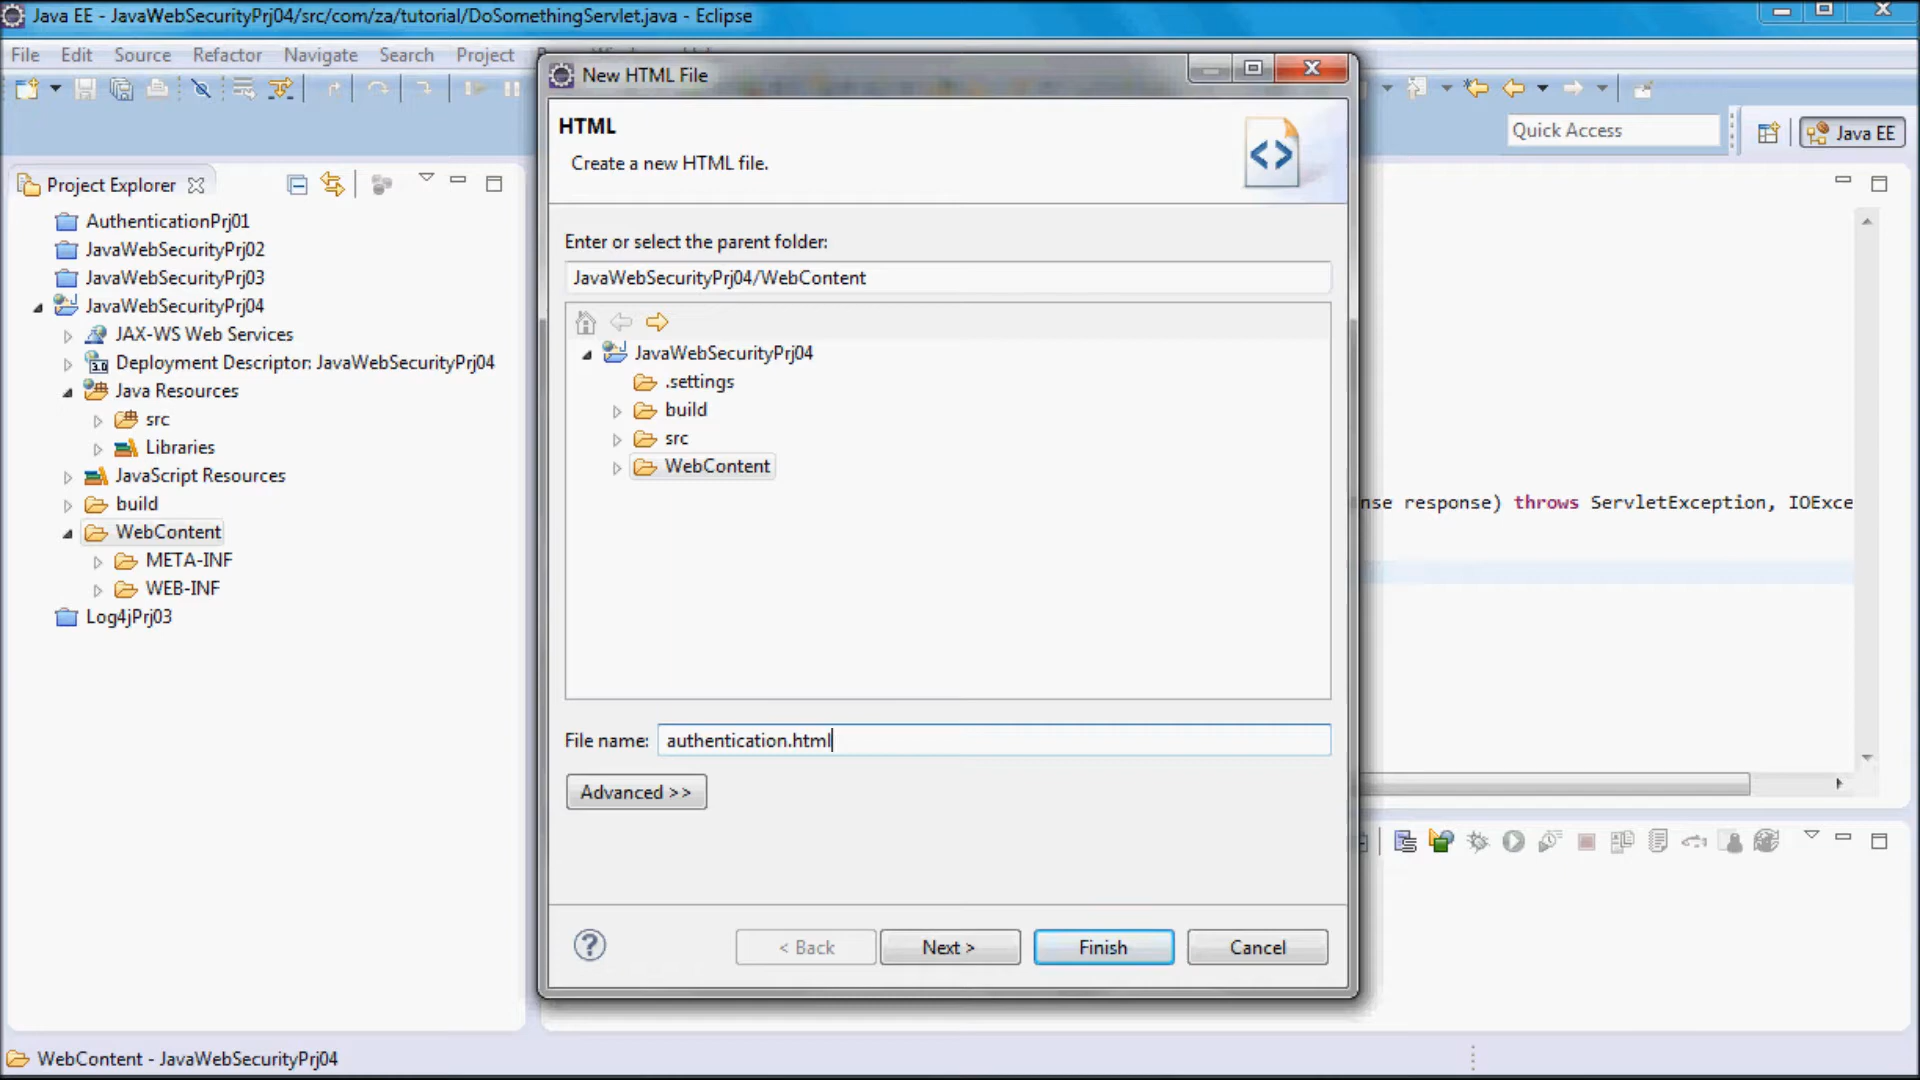 Java EE - JavaWebSecurityPrj04/src/com/za/tutorial/DoSomethingServlet.java - Eclipse
File Edit Source Refactor Navigate Search Project
New HTML File
HTML
Create a new HTML file.
Quick Access
Java EE
Project Explorer
AuthenticationPrj01
JavaWebSecurityPrj02
JavaWebSecurityPrj03
JavaWebSecurityPrj04
JAX-WS Web Services
3.0
Deployment Descriptor: JavaWebSecurityPrj04
Java Resources
src
Libraries
JavaScript Resources
build
WebContent
META-INF
WEB-INF
Log4jPrj03
Enter or select the parent folder:
JavaWebSecurityPrj04/WebContent
JavaWebSecurityPrj04
.settings
build
src
WebContent
File name: authentication.html
Advanced >>
nse response) throws ServletException, IOExce
? < Back Next > Finish Cancel
WebContent - JavaWebSecurityPrj04